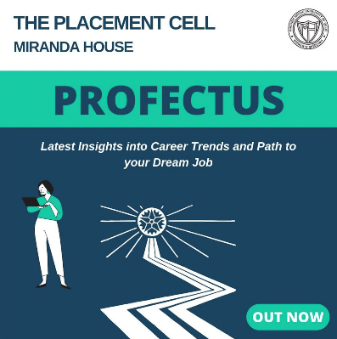 THE PLACEMENT CELL
MIRANDA HOUSE
PROFECTUS
Latest Insights into Career Trends and Path to
your Dream Job
OUT NOW